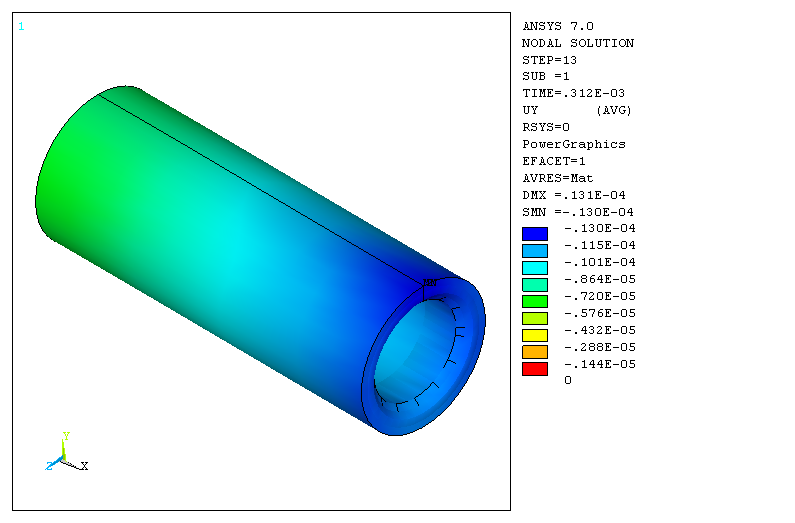 1
ANSYS 7.0
NODAL SOLUTION
STEP=13
SUB =1
TIME=.312E-03
UY (AVG)
RSYS=0
PowerGraphics
EFACET=1
AVRES=Mat
DMX =.131E-04
SMN =-.130E-04
-.130E-04
-.115E-04
-.101E-04
-.864E-05
-.720E-05
-.576E-05
-.432E-05
-.288E-05
-.144E-05
0
Y
Z
X